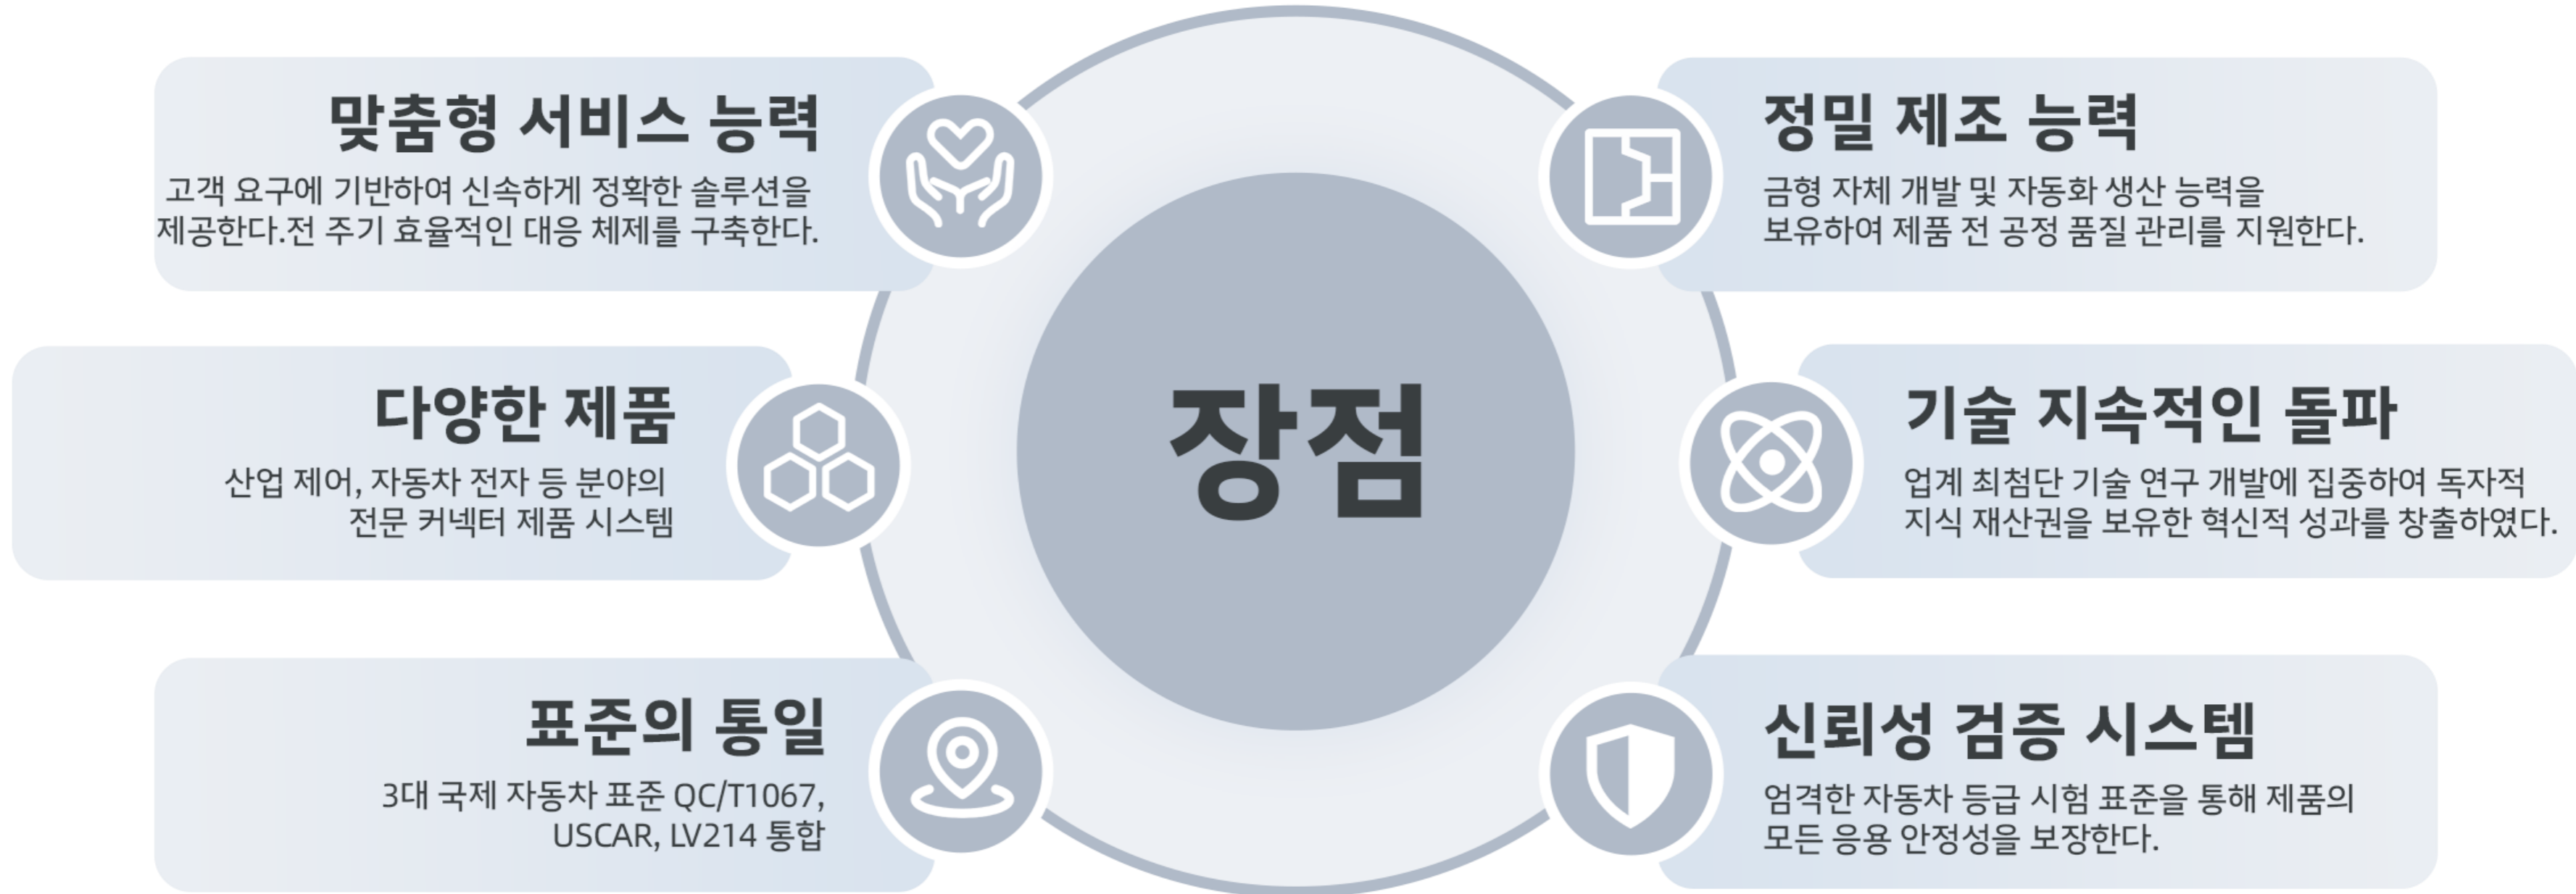 맞춤형 서비스 능력
고객 요구에 기반하여 신속하게 정확한 솔루션을
제공한다.전 주기 효율적인 대응 체제를 구축한다.
다양한 제품
산업 제어, 자동차 전자 등 분야의
전문 커넥터 제품 시스템
표준의 통일
3대 국제 자동차 표준 QC/T1067,
USCAR, LV214 통합
장점
정밀 제조 능력
금형 자체 개발 및 자동화 생산 능력을
보유하여 제품 전 공정 품질 관리를 지원한다.
기술 지속적인 돌파
업계 최첨단 기술 연구 개발에 집중하여 독자적
지식 재산권을 보유한 혁신적 성과를 창출하였다.
신뢰성 검증 시스템
엄격한 자동차 등급 시험 표준을 통해 제품의
모든 응용 안정성을 보장한다.